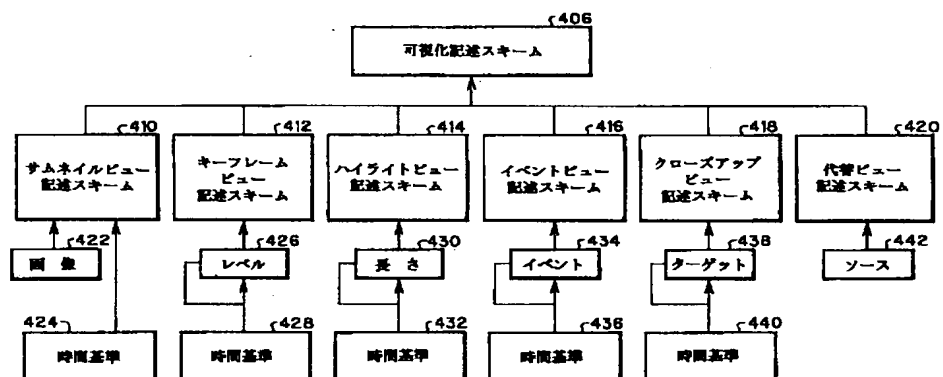 406
可視化記述スキーム
410
412
414
416
418
420
サムネイルビュー
記述スキーム
キーフレーム
ビュー
記述スキーム
ハイライトビュー
記述スキーム
イベントビュー
記述スキーム
クローズアップ
ビュー
記述スキーム
代替ビュー
記述スキーム
422
426
430
434
438
442
画像
レベル
長さ
イベント
ターゲット
ソース
424
428
432
436
440
時間基準
時間基準
時間基準
時間基準
時間基準